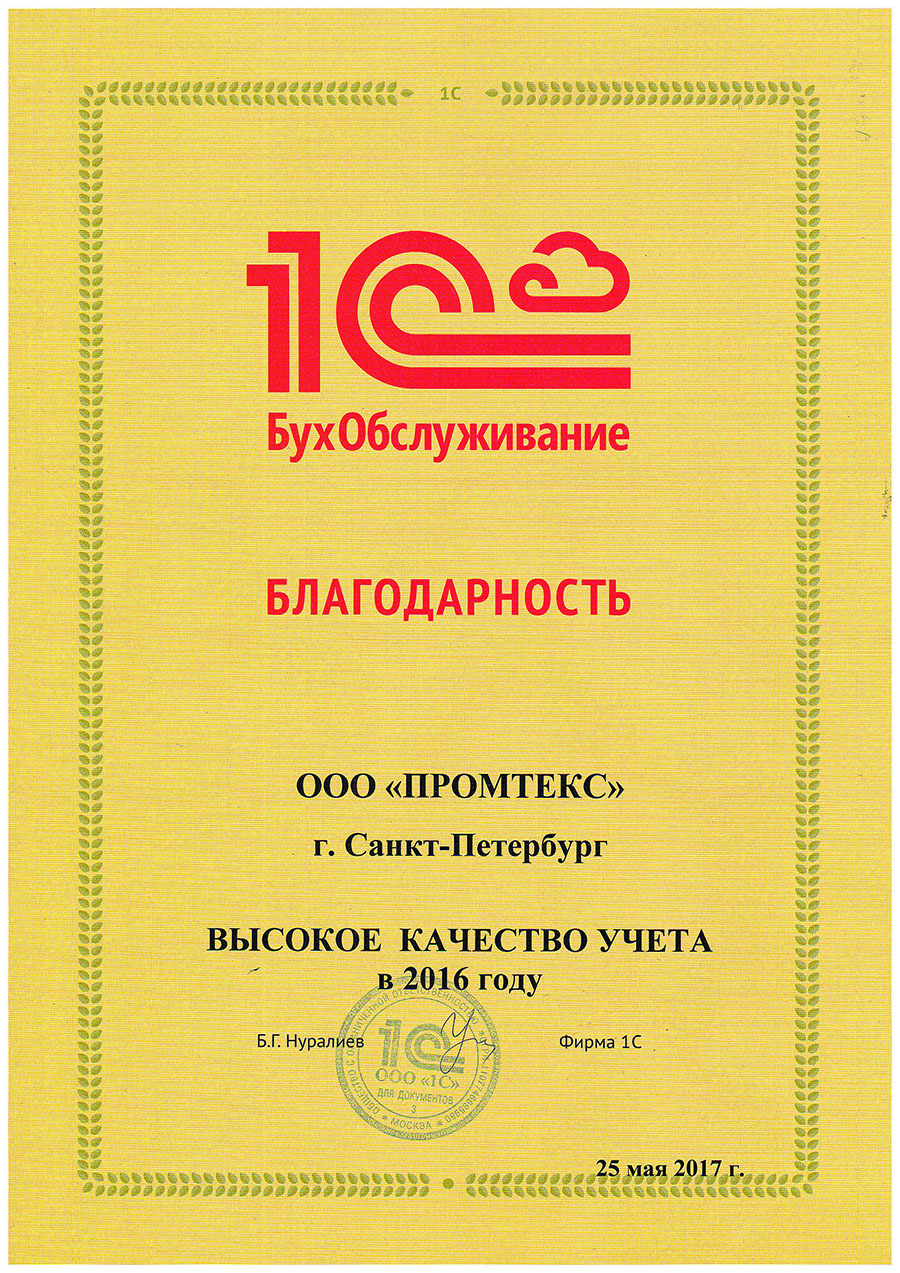 1С
1С
БухОбслуживание
БЛАГОДАРНОСТЬ
ООО «ПРОМТЕКС»
г. Санкт-Петербург
ВЫСОКОЕ КАЧЕСТВО УЧЕТА
в 2016 году
Б.Г. Нуралиев
Фирма 1С
ОБЩЕСТВО С ОГРАНИЧЕННОЙ ОТВЕТСТВЕННОСТЬЮ
1С
ООО «1С»
ДЛЯ ДОКУМЕНТОВ
3
* МОСКВА *
25 мая 2017 г.